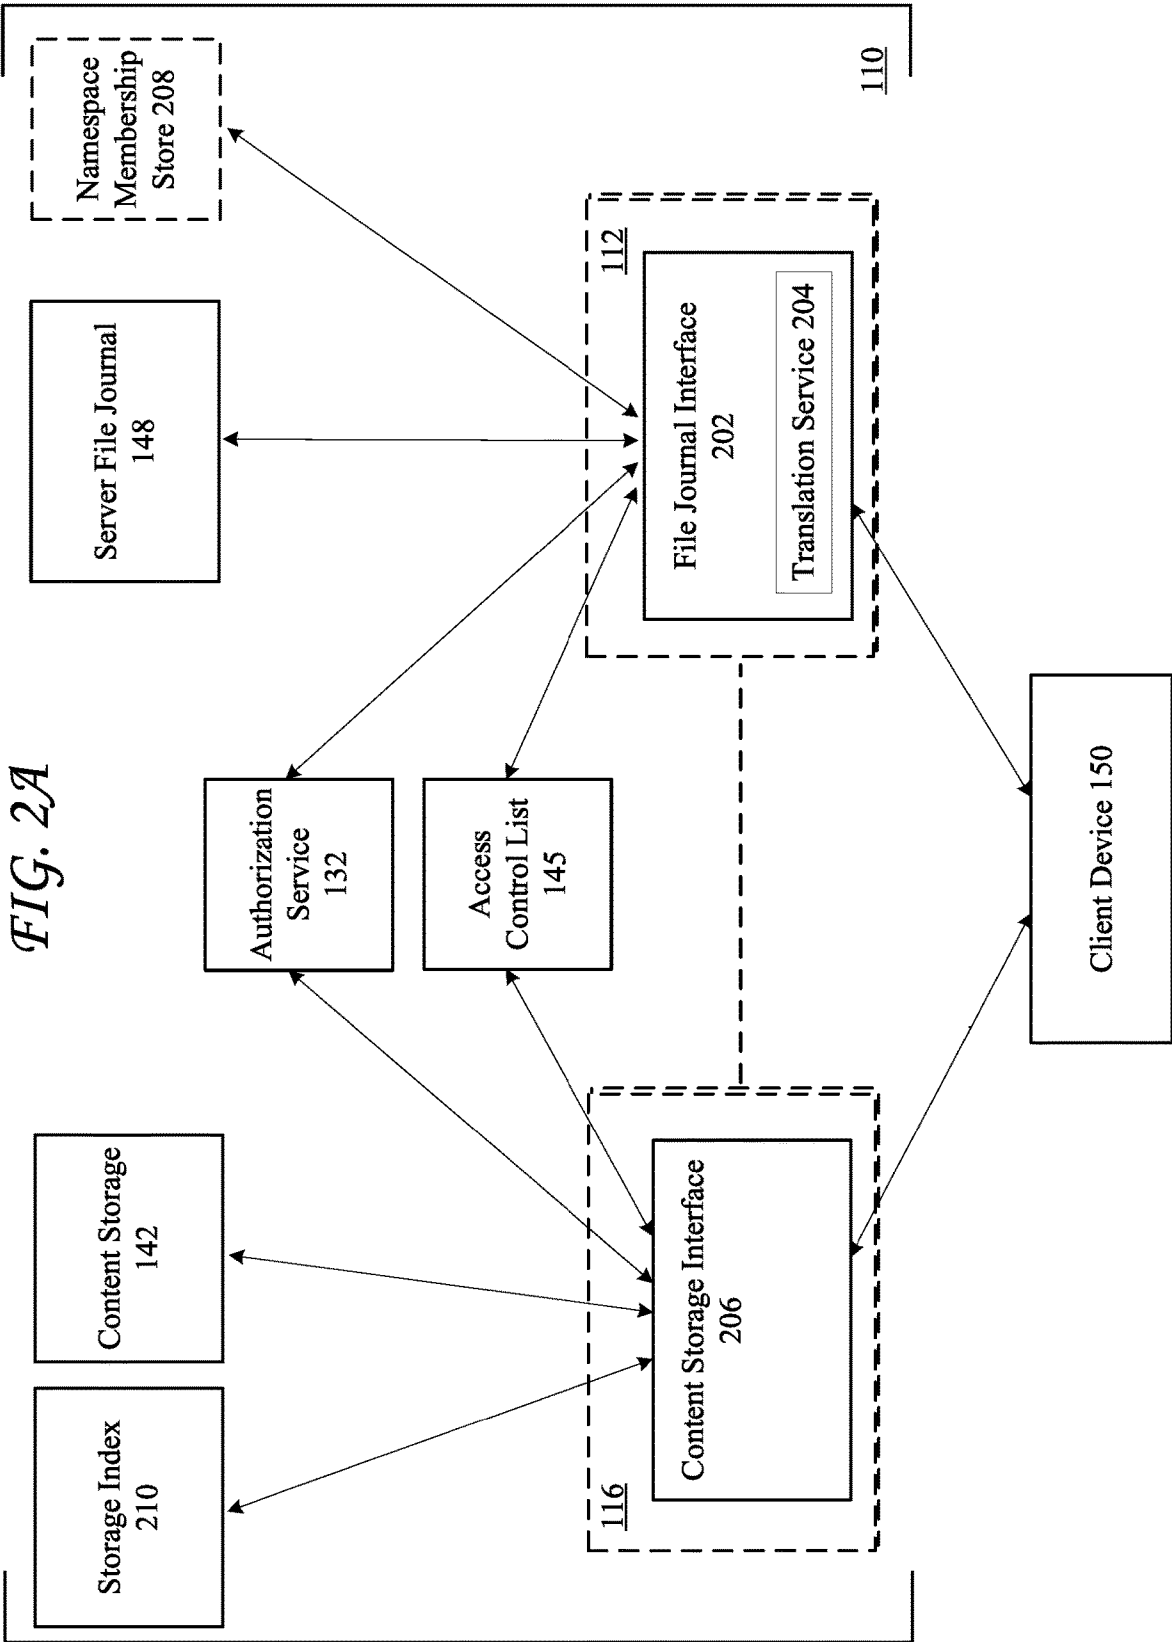 FIG. 2A
Storage Index
210
Content Storage
142
Authorization
Service
132
Access
Control List
145
Server File Journal
148
Namespace
Membership
Store 208
116
Content Storage Interface
206
112
File Journal Interface
202
Translation Service 204
110
Client Device 150